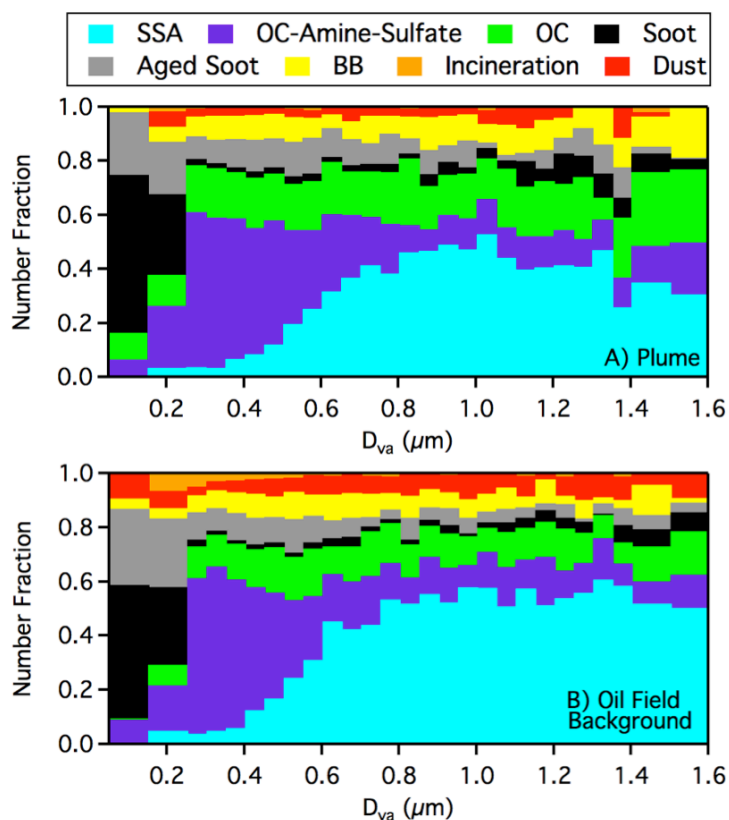 SSA OC-Amine-Sulfate OC Soot
Aged Soot BB Incineration Dust
1.0
0.8
0.6
0.4
0.2
0.0
Number Fraction
A) Plume
0.2 0.4 0.6 0.8 1.0 1.2 1.4 1.6
Dva (µm)
1.0
0.8
0.6
0.4
0.2
0.0
Number Fraction
B) Oil Field
Background
0.2 0.4 0.6 0.8 1.0 1.2 1.4 1.6
Dva (µm)